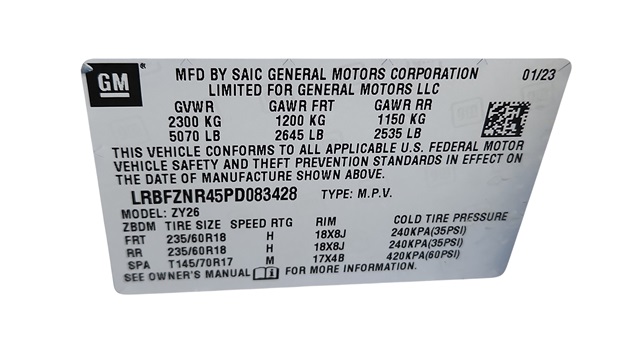 GM
MFD BY SAIC GENERAL MOTORS CORPORATION 01/23
LIMITED FOR GENERAL MOTORS LLC
GVWR GAWR FRT GAWR RR
2300 KG 1200 KG 1150 KG
5070 LB 2645 LB 2535 LB
THIS VEHICLE CONFORMS TO ALL APPLICABLE U.S. FEDERAL MOTOR
VEHICLE SAFETY AND THEFT PREVENTION STANDARDS IN EFFECT ON
THE DATE OF MANUFACTURE SHOWN ABOVE.
LRBFZNR45PD083428 TYPE: M.P.V.
MODEL: ZY26
ZBDM TIRE SIZE SPEED RTG RIM COLD TIRE PRESSURE
FRT 235/60R18 H 18X8J 240KPA(35PSI)
RR 235/60R18 H 18X8J 240KPA(35PSI)
SPA T145/70R17 M 17X4B 420KPA(60PSI)
SEE OWNER'S MANUAL FOR MORE INFORMATION.